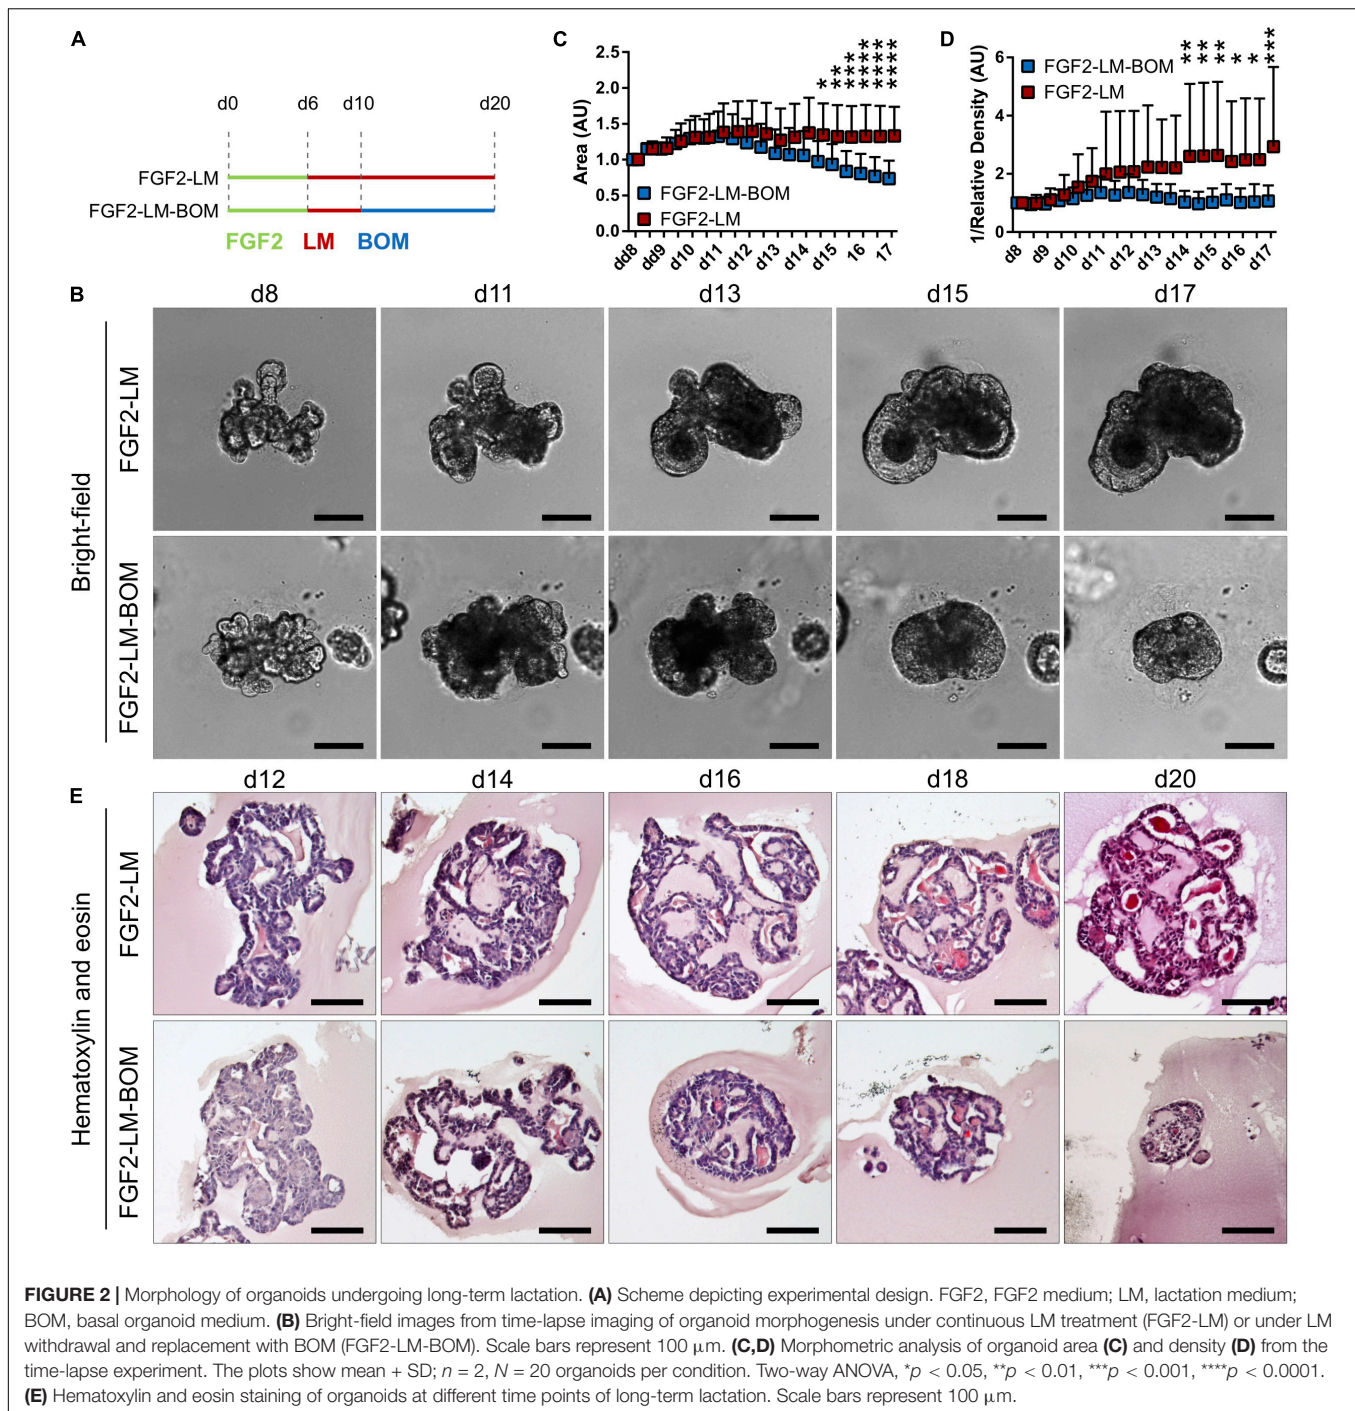 A
d0 d6 d10 d20
FGF2-LM
FGF2-LM-BOM
FGF2 LM BOM
C
Area (AU)
2.5
2.0
1.5
1.0
0.5
0.0
FGF2-LM-BOM
FGF2-LM
dd8 dd9 d10 d11 d12 d13 d14 d15 16 17
D
1/Relative Density (AU)
6
4
2
0
FGF2-LM-BOM
FGF2-LM
d8 d9 d10 d11 d12 d13 d14 d15 d16 d17
B
d8 d11 d13 d15 d17
Bright-field
FGF2-LM
FGF2-LM-BOM
E
d12 d14 d16 d18 d20
Hematoxylin and eosin
FGF2-LM
FGF2-LM-BOM
FIGURE 2 | Morphology of organoids undergoing long-term lactation. (A) Scheme depicting experimental design. FGF2, FGF2 medium; LM, lactation medium;
BOM, basal organoid medium. (B) Bright-field images from time-lapse imaging of organoid morphogenesis under continuous LM treatment (FGF2-LM) or under LM
withdrawal and replacement with BOM (FGF2-LM-BOM). Scale bars represent 100 μm. (C,D) Morphometric analysis of organoid area (C) and density (D) from the
time-lapse experiment. The plots show mean + SD; n = 2, N = 20 organoids per condition. Two-way ANOVA, *p < 0.05, **p < 0.01, ***p < 0.001, ****p < 0.0001.
(E) Hematoxylin and eosin staining of organoids at different time points of long-term lactation. Scale bars represent 100 μm.